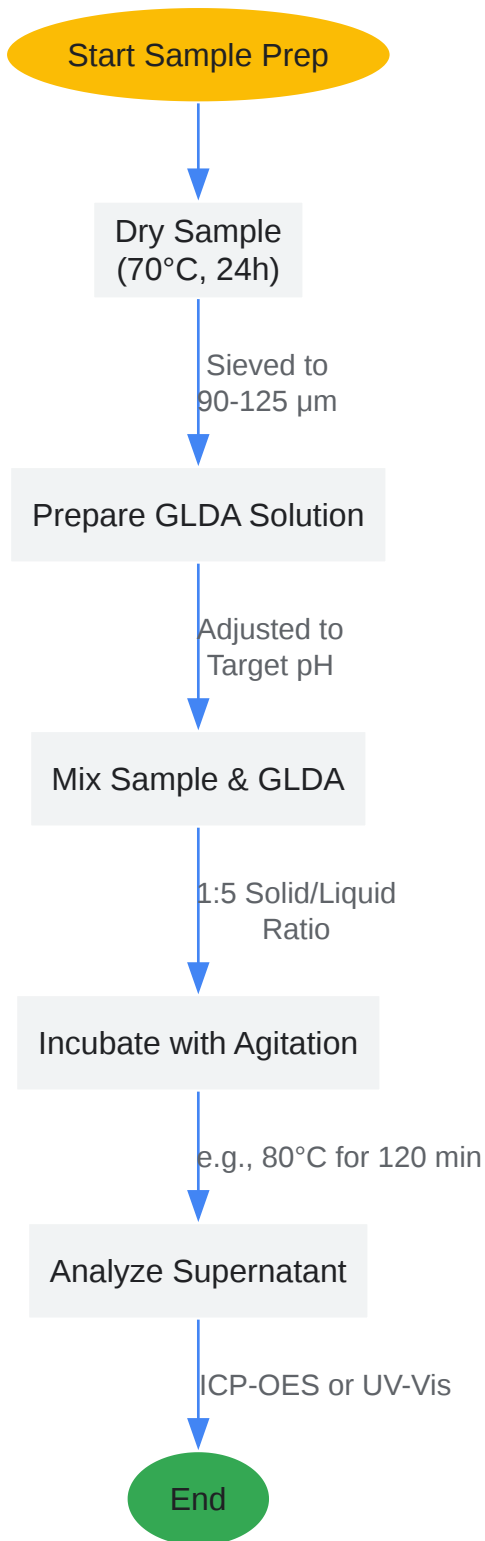 Start Sample Prep
Dry Sample
(70°C, 24h)
Sieved to
90-125 μm
Prepare GLDA Solution
Adjusted to
Target pH
Mix Sample & GLDA
1:5 Solid/Liquid
Ratio
Incubate with Agitation
e.g., 80°C for 120 min
Analyze Supernatant
ICP-OES or UV-Vis
End